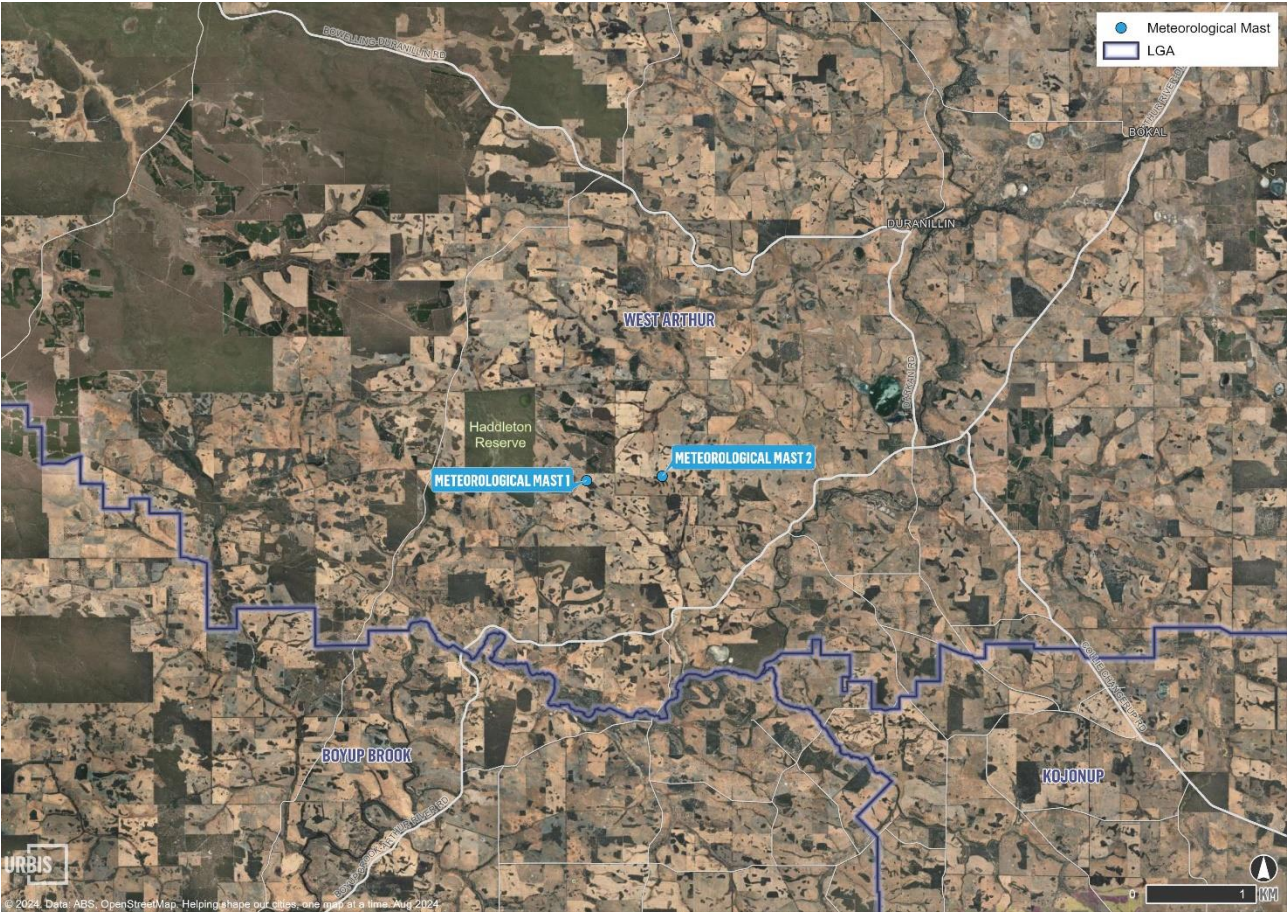 Meteorological Mast
LGA
BOWELLING-DURANILLIN RD
BOKAL
DURANILLIN
WEST ARTHUR
Haddleton
Reserve
METEOROLOGICAL MAST 1
METEOROLOGICAL MAST 2
BOYUP BROOK
KOJONUP
URBIS
0 1 KM
© 2024. Data: ABS, OpenStreetMap. Helping shape our cities, one map at a time. Aug 2024